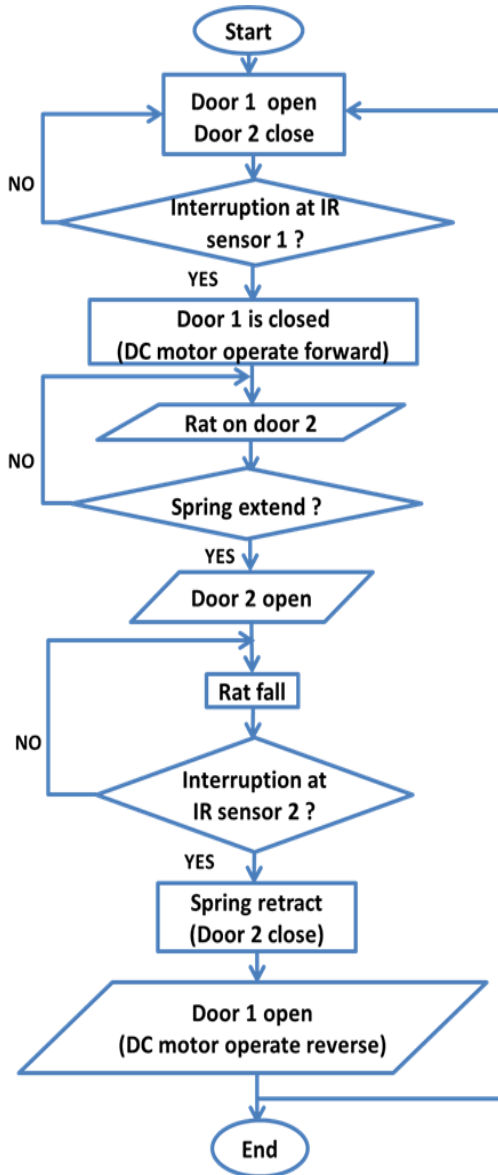 Start
Door 1 open
Door 2 close
NO
Interruption at IR
sensor 1 ?
YES
Door 1 is closed
(DC motor operate forward)
Rat on door 2
NO
Spring extend ?
YES
Door 2 open
Rat fall
NO
Interruption at
IR sensor 2 ?
YES
Spring retract
(Door 2 close)
Door 1 open
(DC motor operate reverse)
End